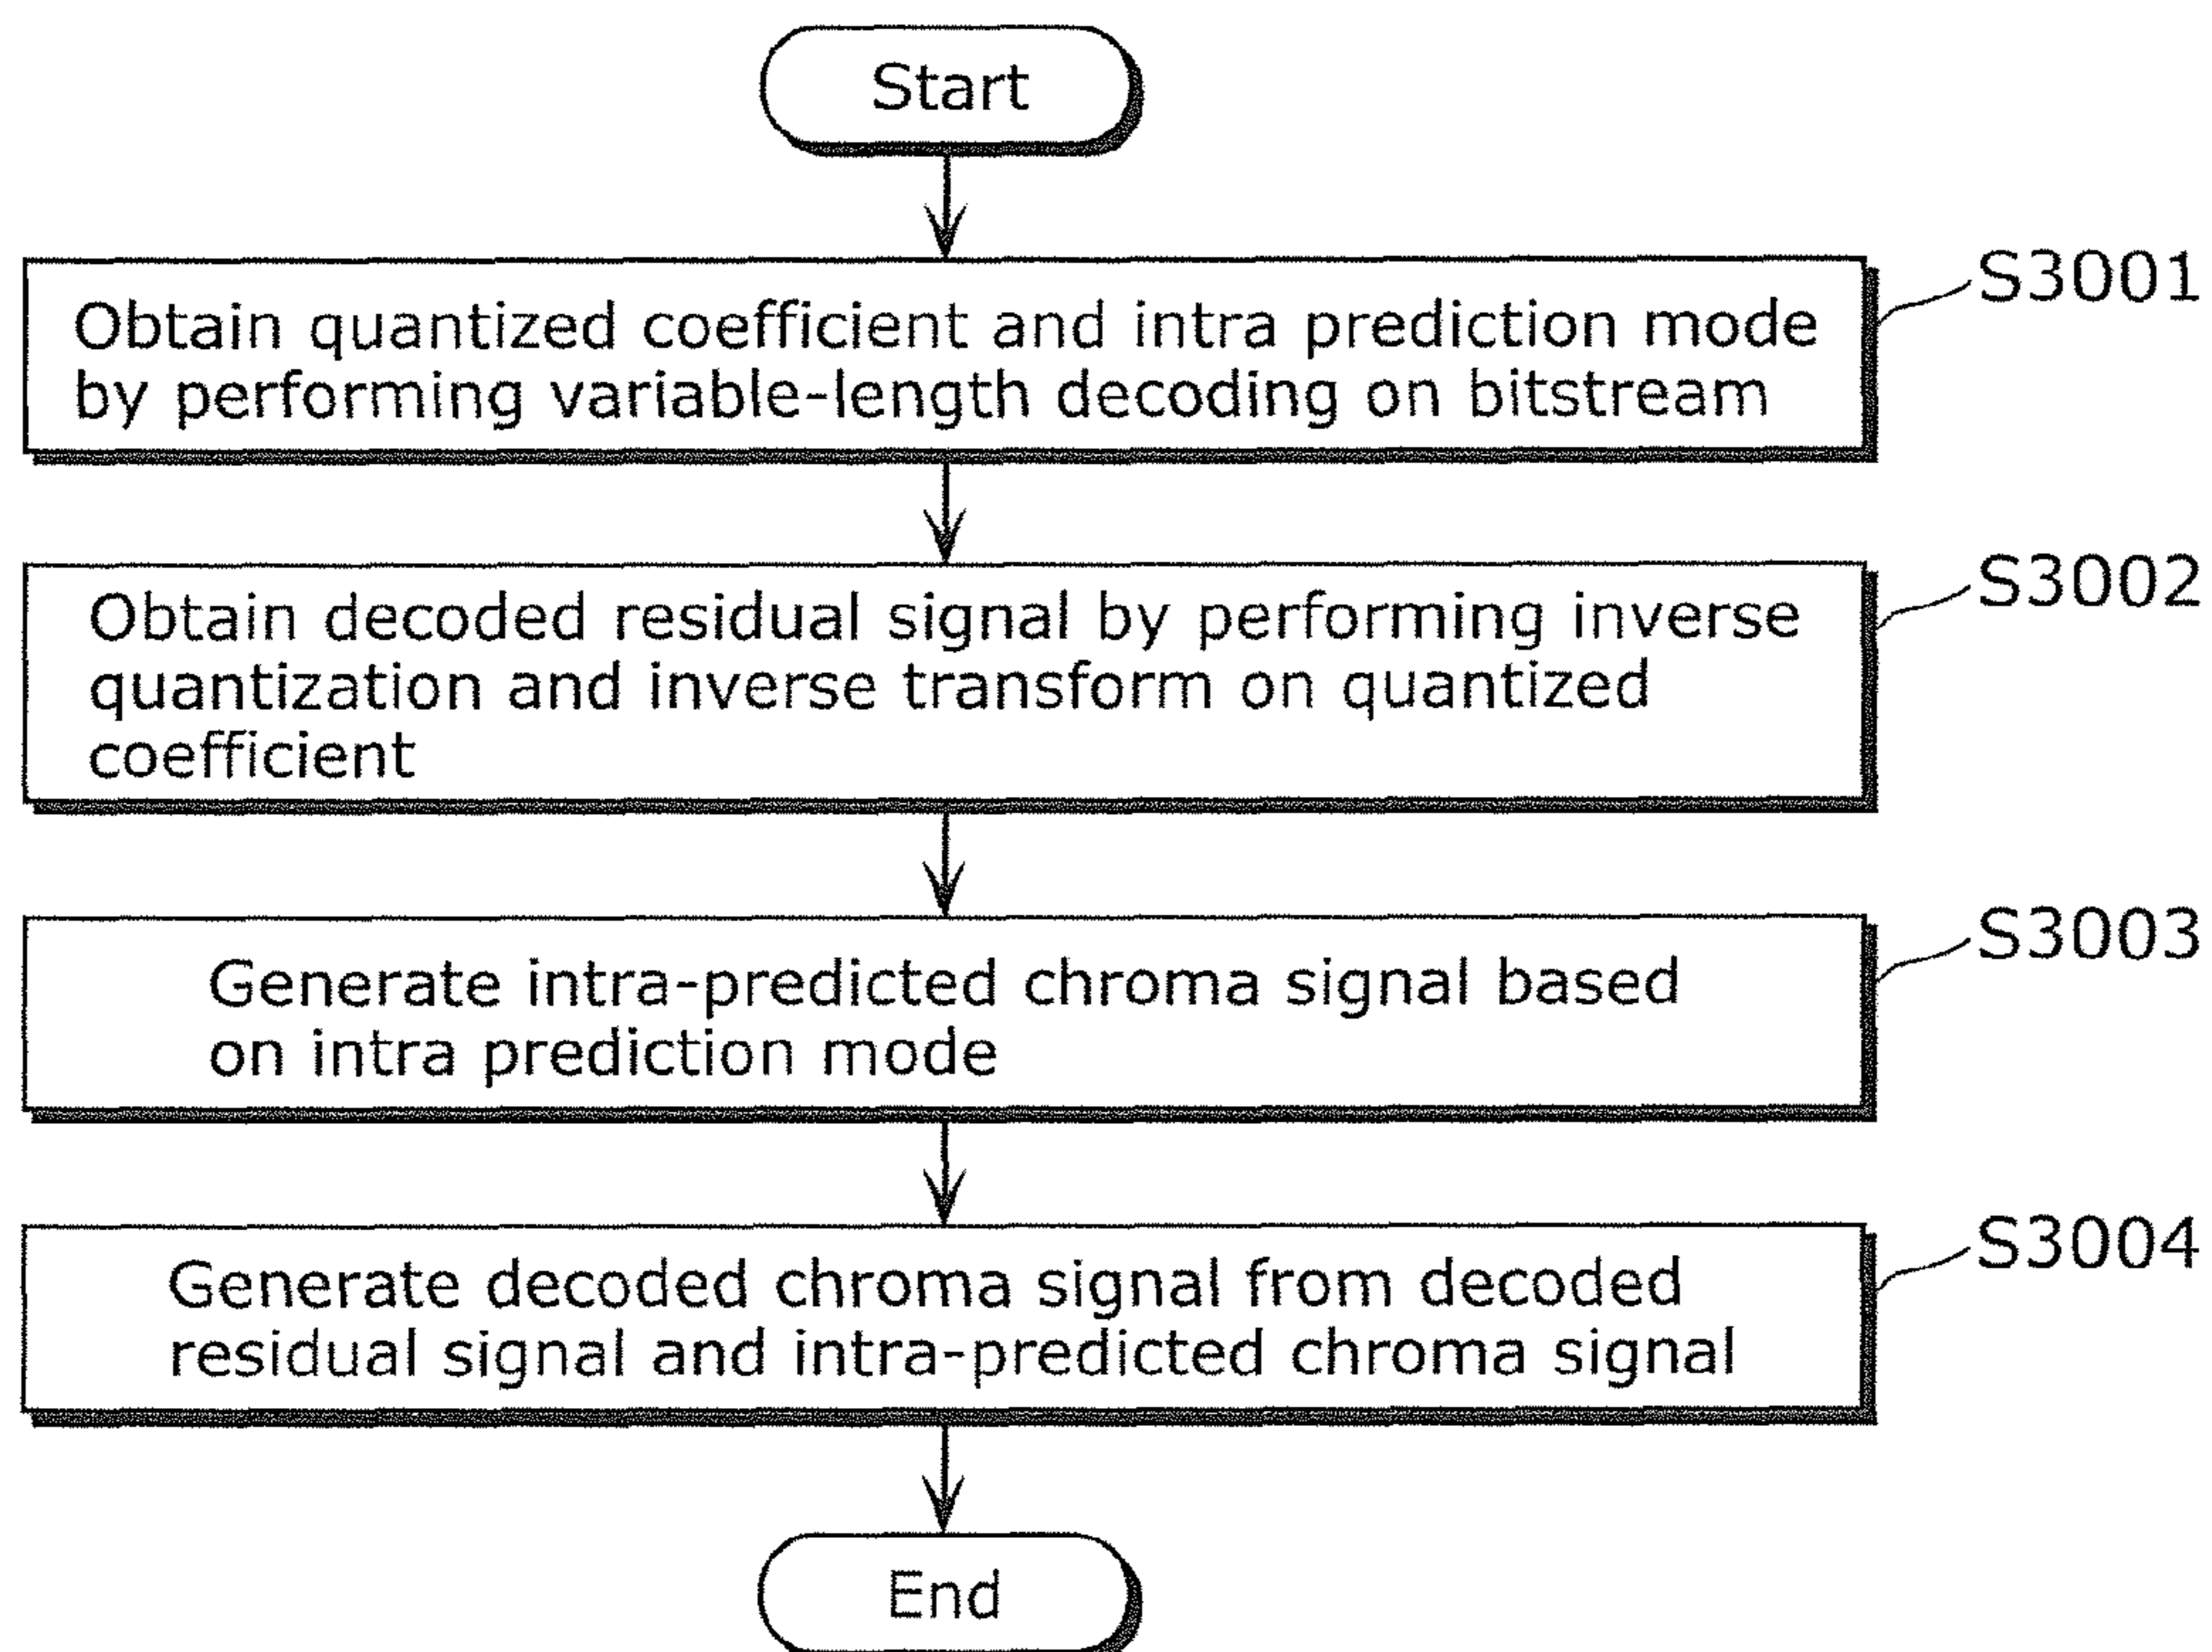 Start
S3001
Obtain quantized coefficient and intra prediction mode
by performing variable-length decoding on bitstream
S3002
Obtain decoded residual signal by performing inverse
quantization and inverse transform on quantized
coefficient
S3003
Generate intra-predicted chroma signal based
on intra prediction mode
S3004
Generate decoded chroma signal from decoded
residual signal and intra-predicted chroma signal
End